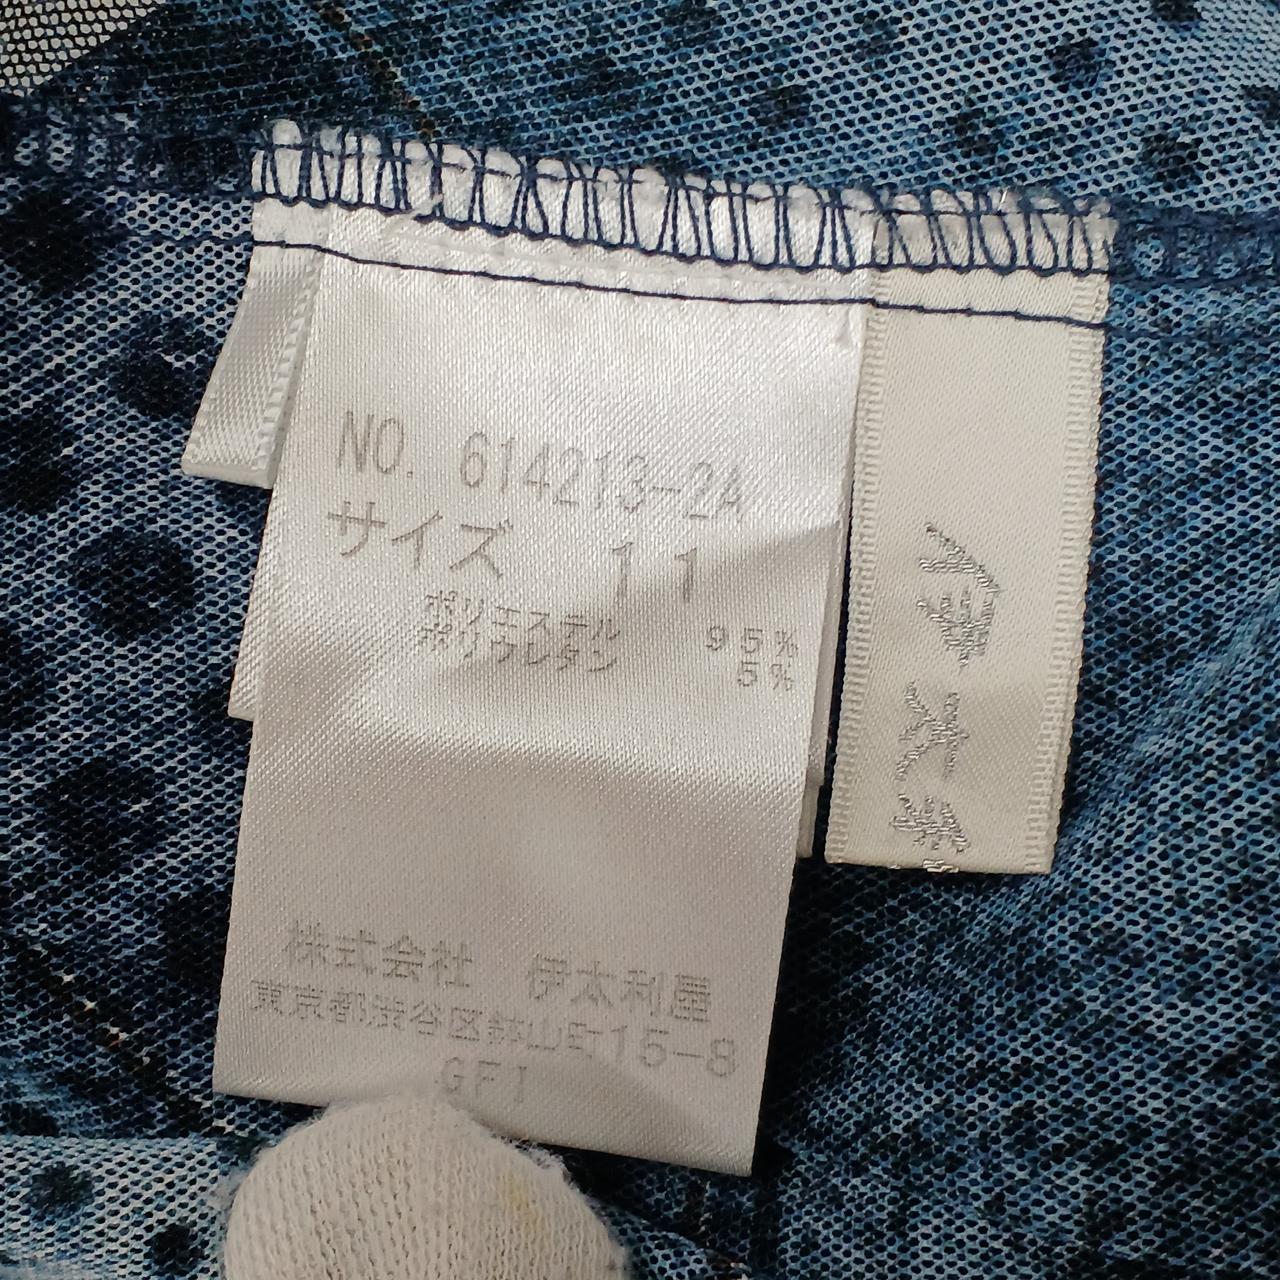 NO. 614213-2A
サイズ 11
ポリエステル 95%
ポリウレタン 5%
株式会社 伊太利屋
東京都渋谷区鉢山町15-8
GFI